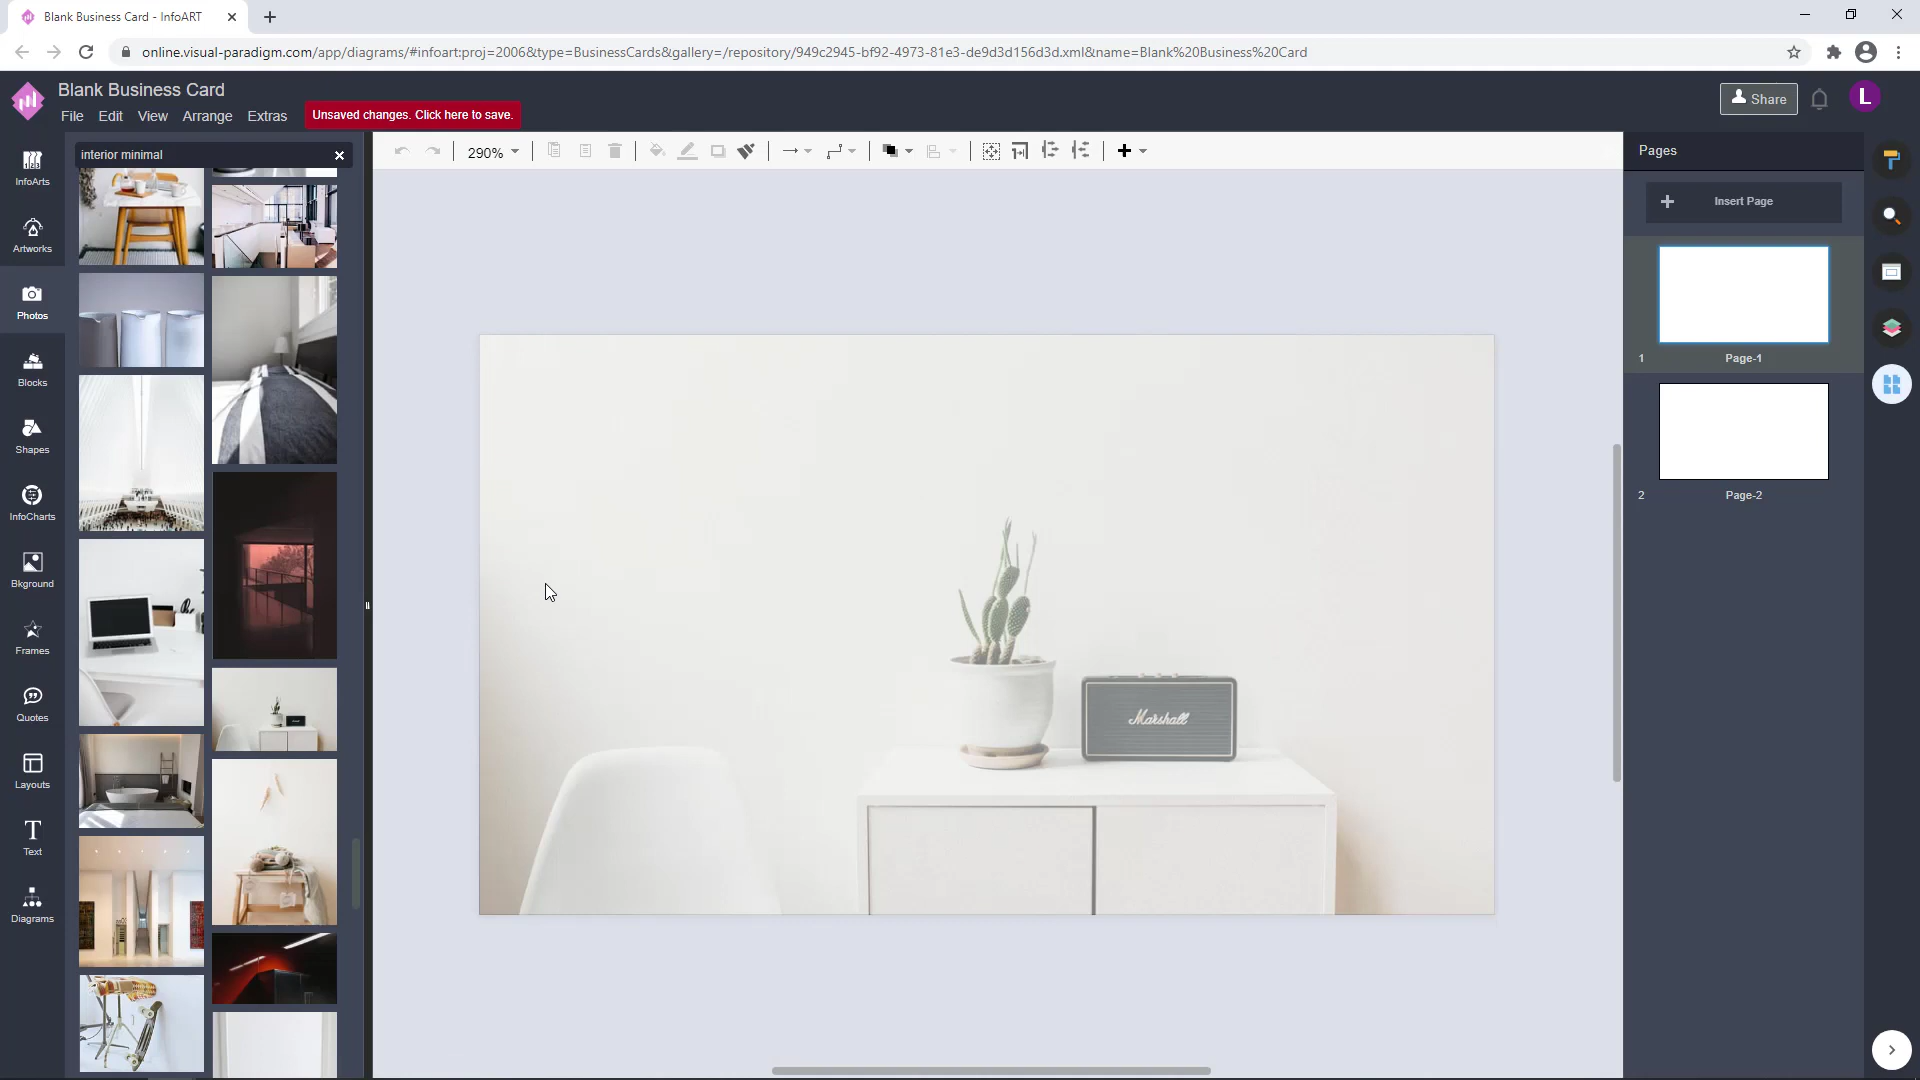 Blank Business Card - InfoART
online.visual-paradigm.com/app/diagrams/#infoart:proj=2006&type=BusinessCards&gallery=/repository/949c2945-bf92-4973-81e3-de9d3d156d3d.xml&name=Blank%20Business%20Card
Blank Business Card
File Edit View Arrange Extras
Unsaved changes. Click here to save.
Share
L
interior minimal
290%
Pages
Insert Page
1 Page-1
2 Page-2
InfoArts
Artworks
Photos
Blocks
Shapes
InfoCharts
Bkground
Frames
Quotes
Layouts
Text
Diagrams
Marshall